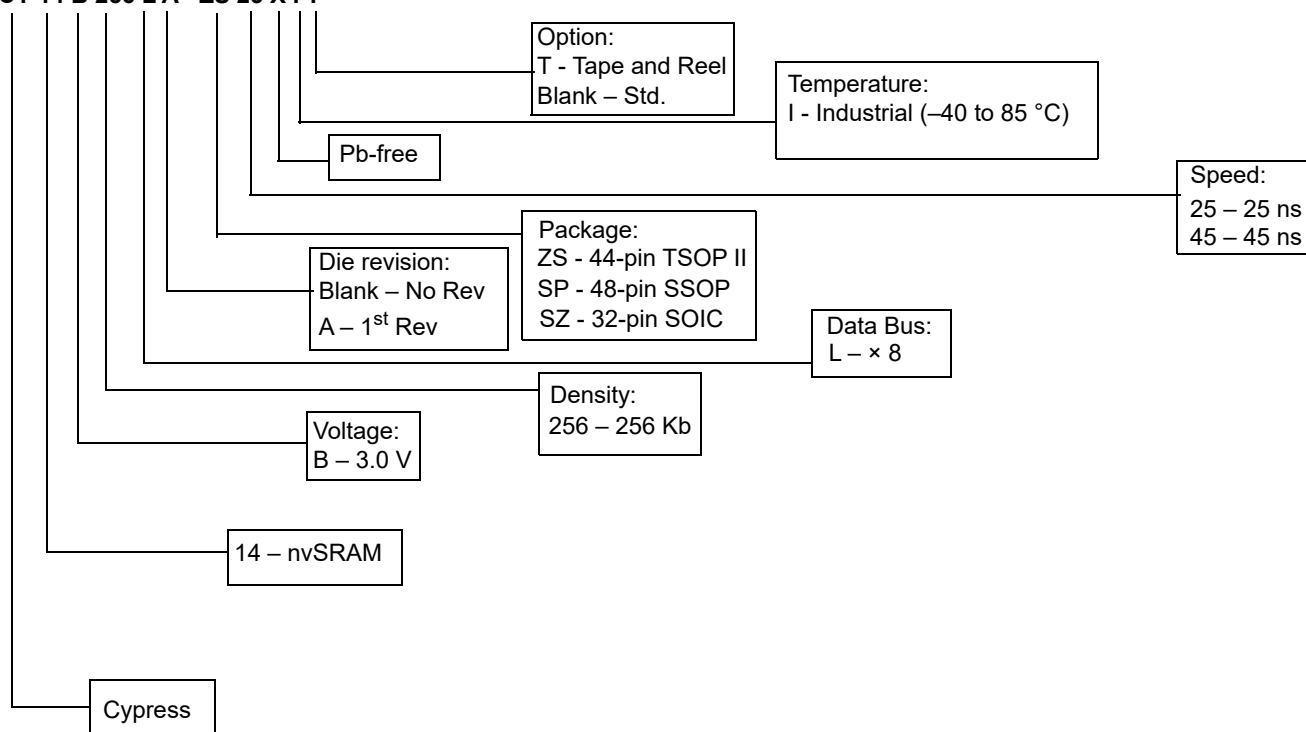 Option:
T - Tape and Reel
Blank – Std.
Temperature:
I - Industrial (–40 to 85 °C)
Pb-free
Speed:
25 – 25 ns
45 – 45 ns
Package:
ZS - 44-pin TSOP II
SP - 48-pin SSOP
SZ - 32-pin SOIC
Die revision:
Blank – No Rev
A – 1st Rev
Data Bus:
L – × 8
Density:
256 – 256 Kb
Voltage:
B – 3.0 V
14 – nvSRAM
Cypress